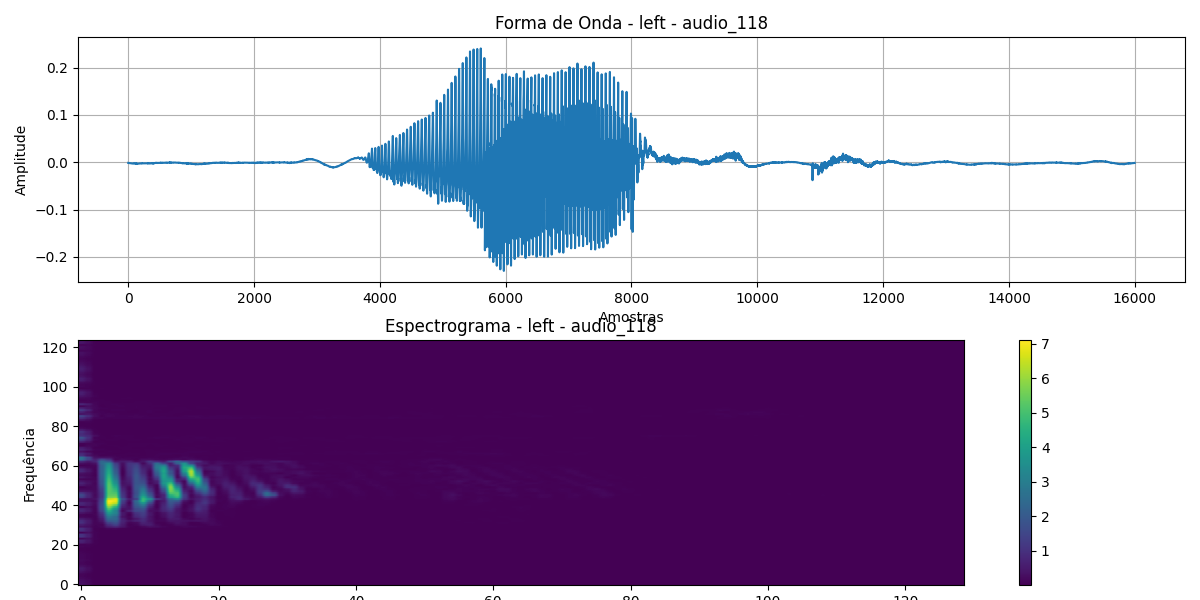 Forma de Onda - left - audio_118
0.2
0.1
0.0
−0.1
−0.2
Amplitude
0 2000 4000 6000 8000 10000 12000 14000 16000
Amostras
Espectrograma - left - audio_118
120
100
80
60
40
20
0
Frequência
0 20 40 60 80 100 120
7
6
5
4
3
2
1